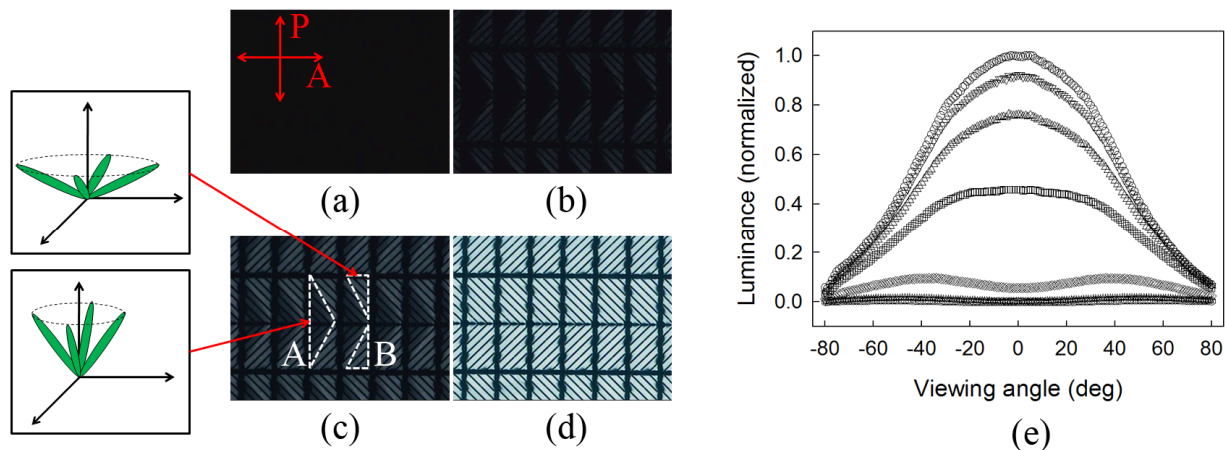 P
A
(a)
(b)
A
B
(c)
(d)
Luminance (normalized)
1.0
0.8
0.6
0.4
0.2
0.0
-80 -60 -40 -20 0 20 40 60 80
Viewing angle (deg)
(e)